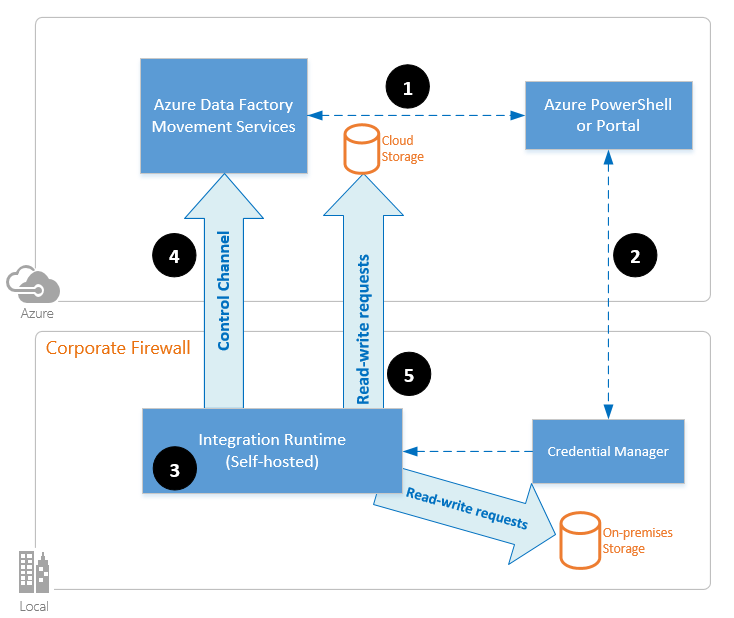 Azure Data Factory
Movement Services
1
Azure PowerShell
or Portal
Cloud
Storage
4
Control Channel
Read-write requests
2
Azure
Corporate Firewall
5
Integration Runtime
(Self-hosted)
3
Credential Manager
Read-write requests
On-premises
Storage
Local